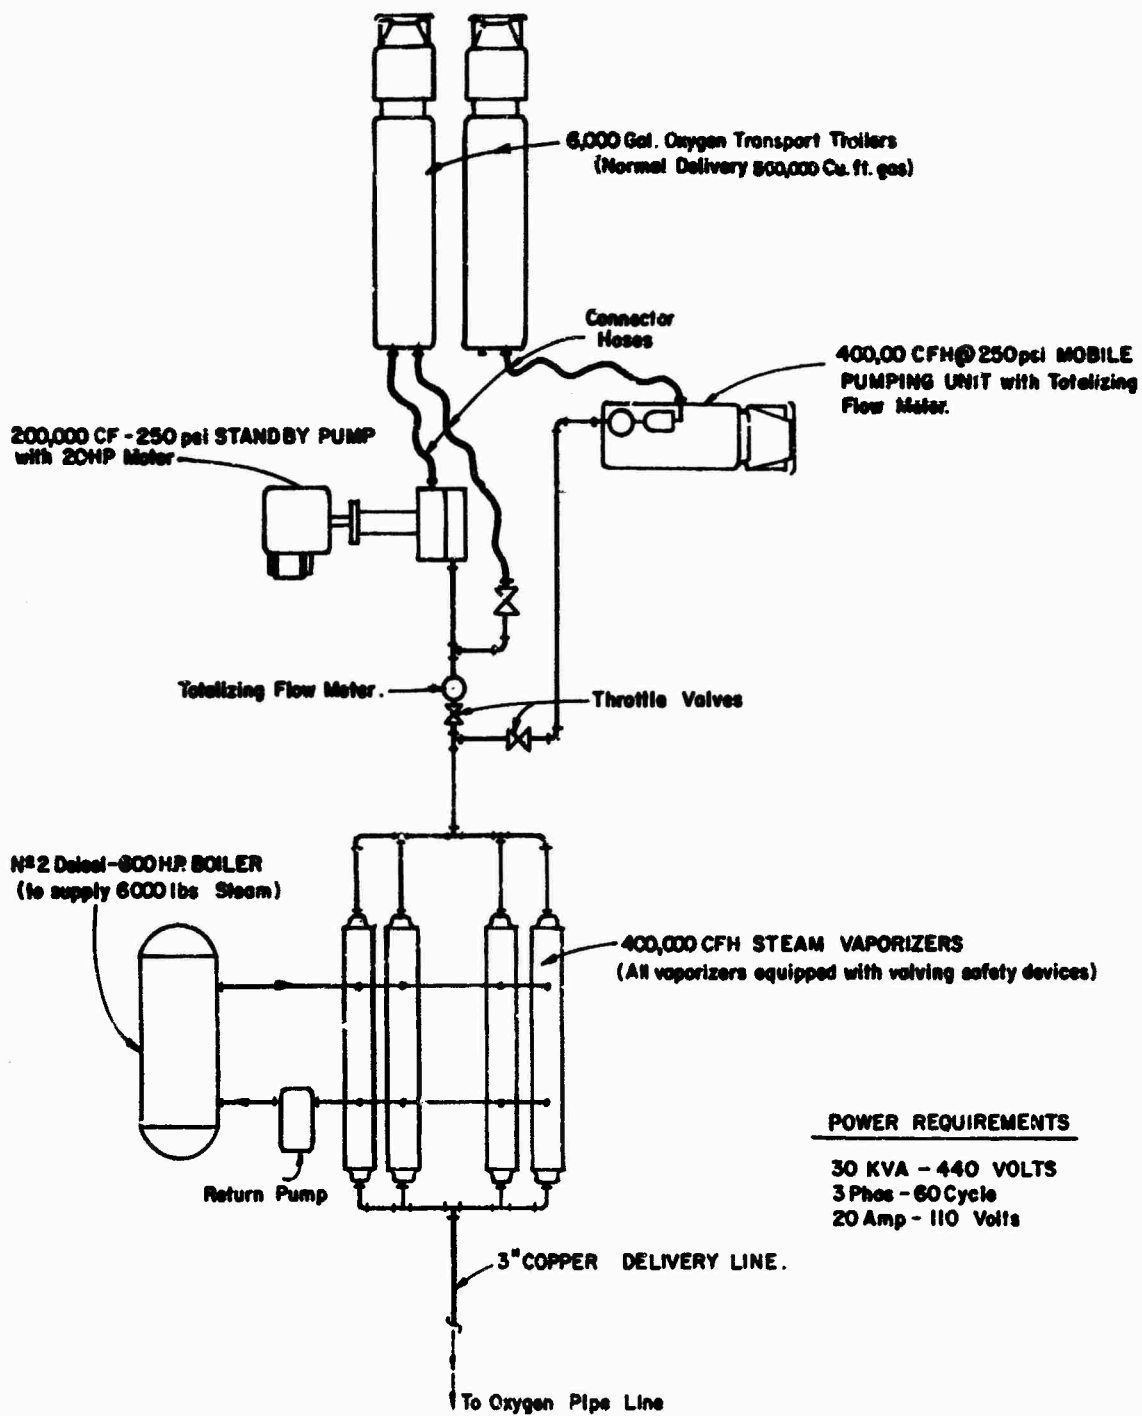 6,000 Gal. Oxygen Transport Trailers
(Normal Delivery 500,000 Cu. ft. gas)
Connector
Hoses
400,00 CFH@250psi MOBILE
PUMPING UNIT with Totalizing
Flow Meter.
200,000 CF - 250 psi STANDBY PUMP
with 20HP Motor
Totalizing Flow Meter.
Throttle Valves
Nº 2 Deisel-600 H.P. BOILER
(to supply 6000 lbs Steam)
400,000 CFH STEAM VAPORIZERS
(All vaporizers equipped with valving safety devices)
Return Pump
POWER REQUIREMENTS
30 KVA - 440 VOLTS
3 Phas - 60 Cycle
20 Amp - 110 Volts
3" COPPER DELIVERY LINE.
To Oxygen Pipe Line